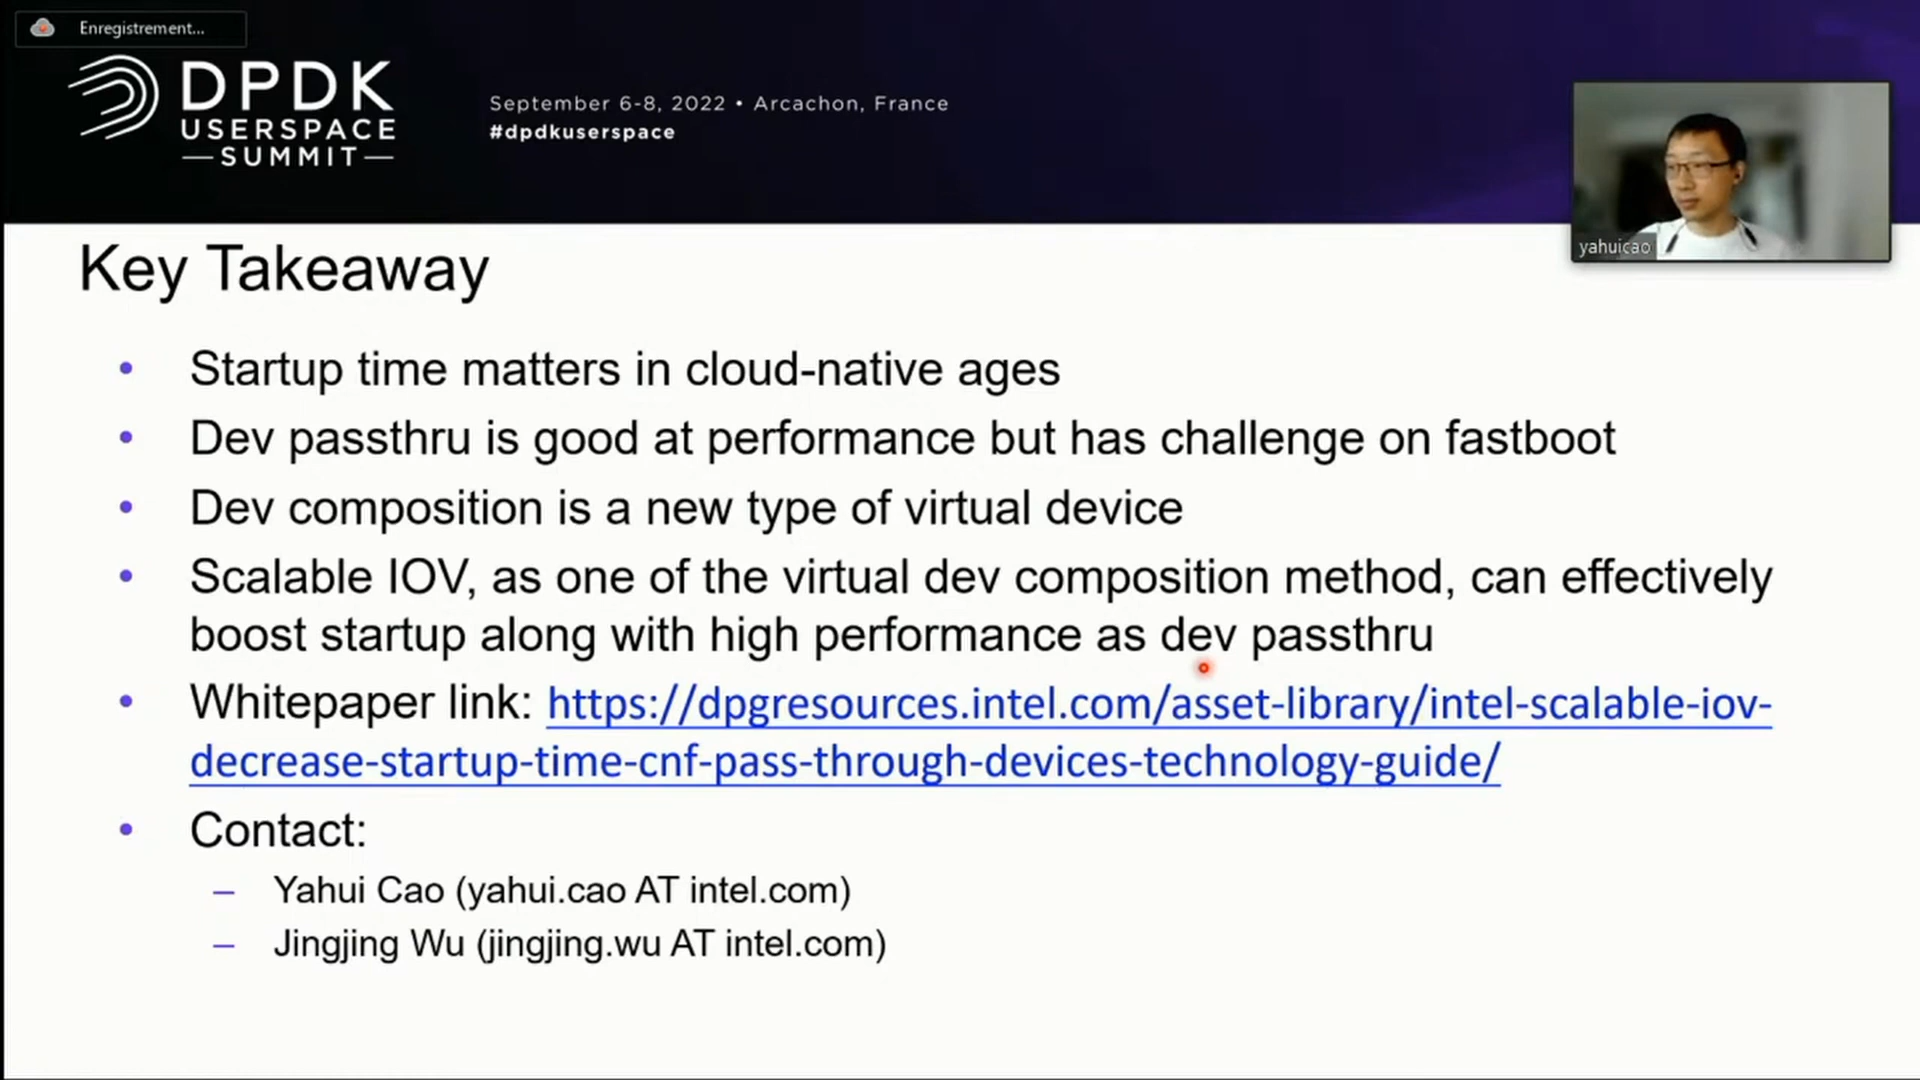 Enregistrement...
DPDK
USERSPACE
SUMMIT
September 6-8, 2022 • Arcachon, France
#dpdkuserspace
yahuicao
Key Takeaway
• Startup time matters in cloud-native ages
• Dev passthru is good at performance but has challenge on fastboot
• Dev composition is a new type of virtual device
• Scalable IOV, as one of the virtual dev composition method, can effectively
boost startup along with high performance as dev passthru
• Whitepaper link: https://dpgresources.intel.com/asset-library/intel-scalable-iov-
decrease-startup-time-cnf-pass-through-devices-technology-guide/
• Contact:
– Yahui Cao (yahui.cao AT intel.com)
– Jingjing Wu (jingjing.wu AT intel.com)